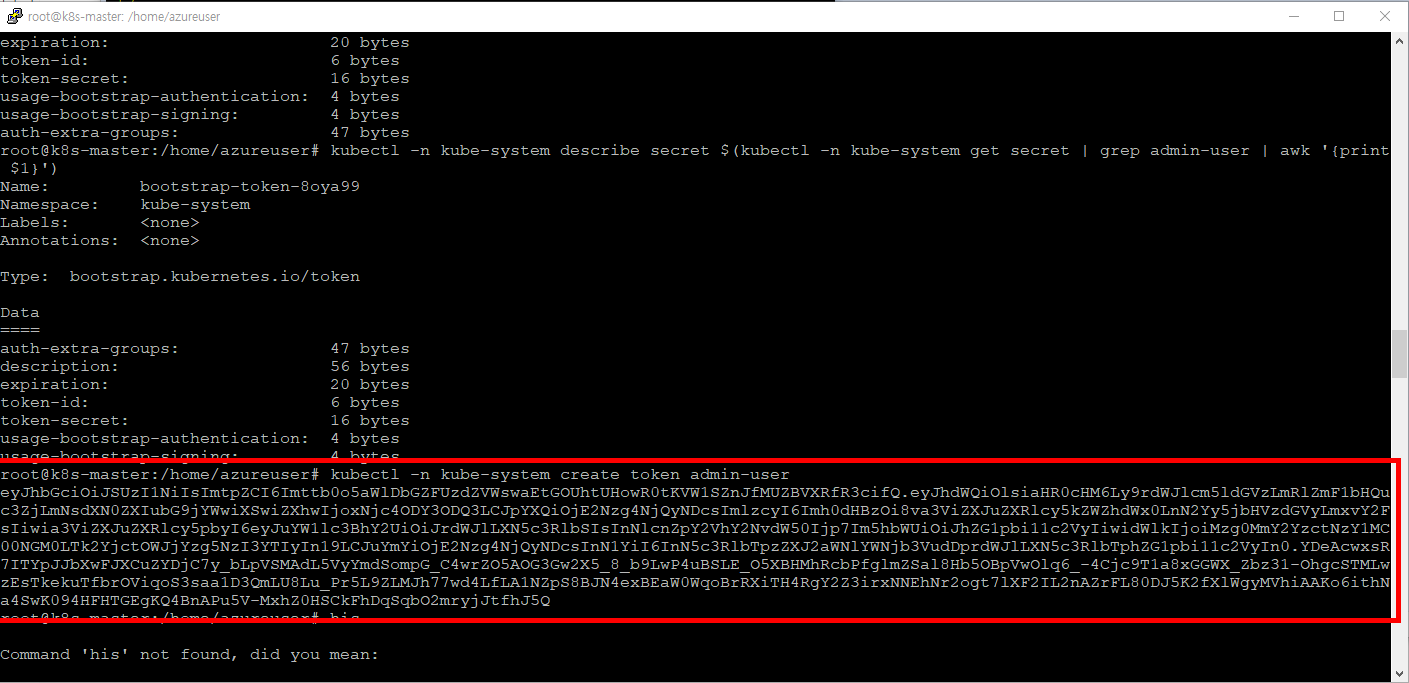 root@k8s-master: /home/azureuser
expiration: 20 bytes
token-id: 6 bytes
token-secret: 16 bytes
usage-bootstrap-authentication: 4 bytes
usage-bootstrap-signing: 4 bytes
auth-extra-groups: 47 bytes
root@k8s-master:/home/azureuser# kubectl -n kube-system describe secret $(kubectl -n kube-system get secret | grep admin-user | awk '{print
$1}')
Name: bootstrap-token-8oya99
Namespace: kube-system
Labels: <none>
Annotations: <none>
Type: bootstrap.kubernetes.io/token
Data
====
auth-extra-groups: 47 bytes
description: 56 bytes
expiration: 20 bytes
token-id: 6 bytes
token-secret: 16 bytes
usage-bootstrap-authentication: 4 bytes
usage-bootstrap-signing: 4 bytes
root@k8s-master:/home/azureuser# kubectl -n kube-system create token admin-user
root@k8s-master:/home/azureuser# his
Command 'his' not found, did you mean: